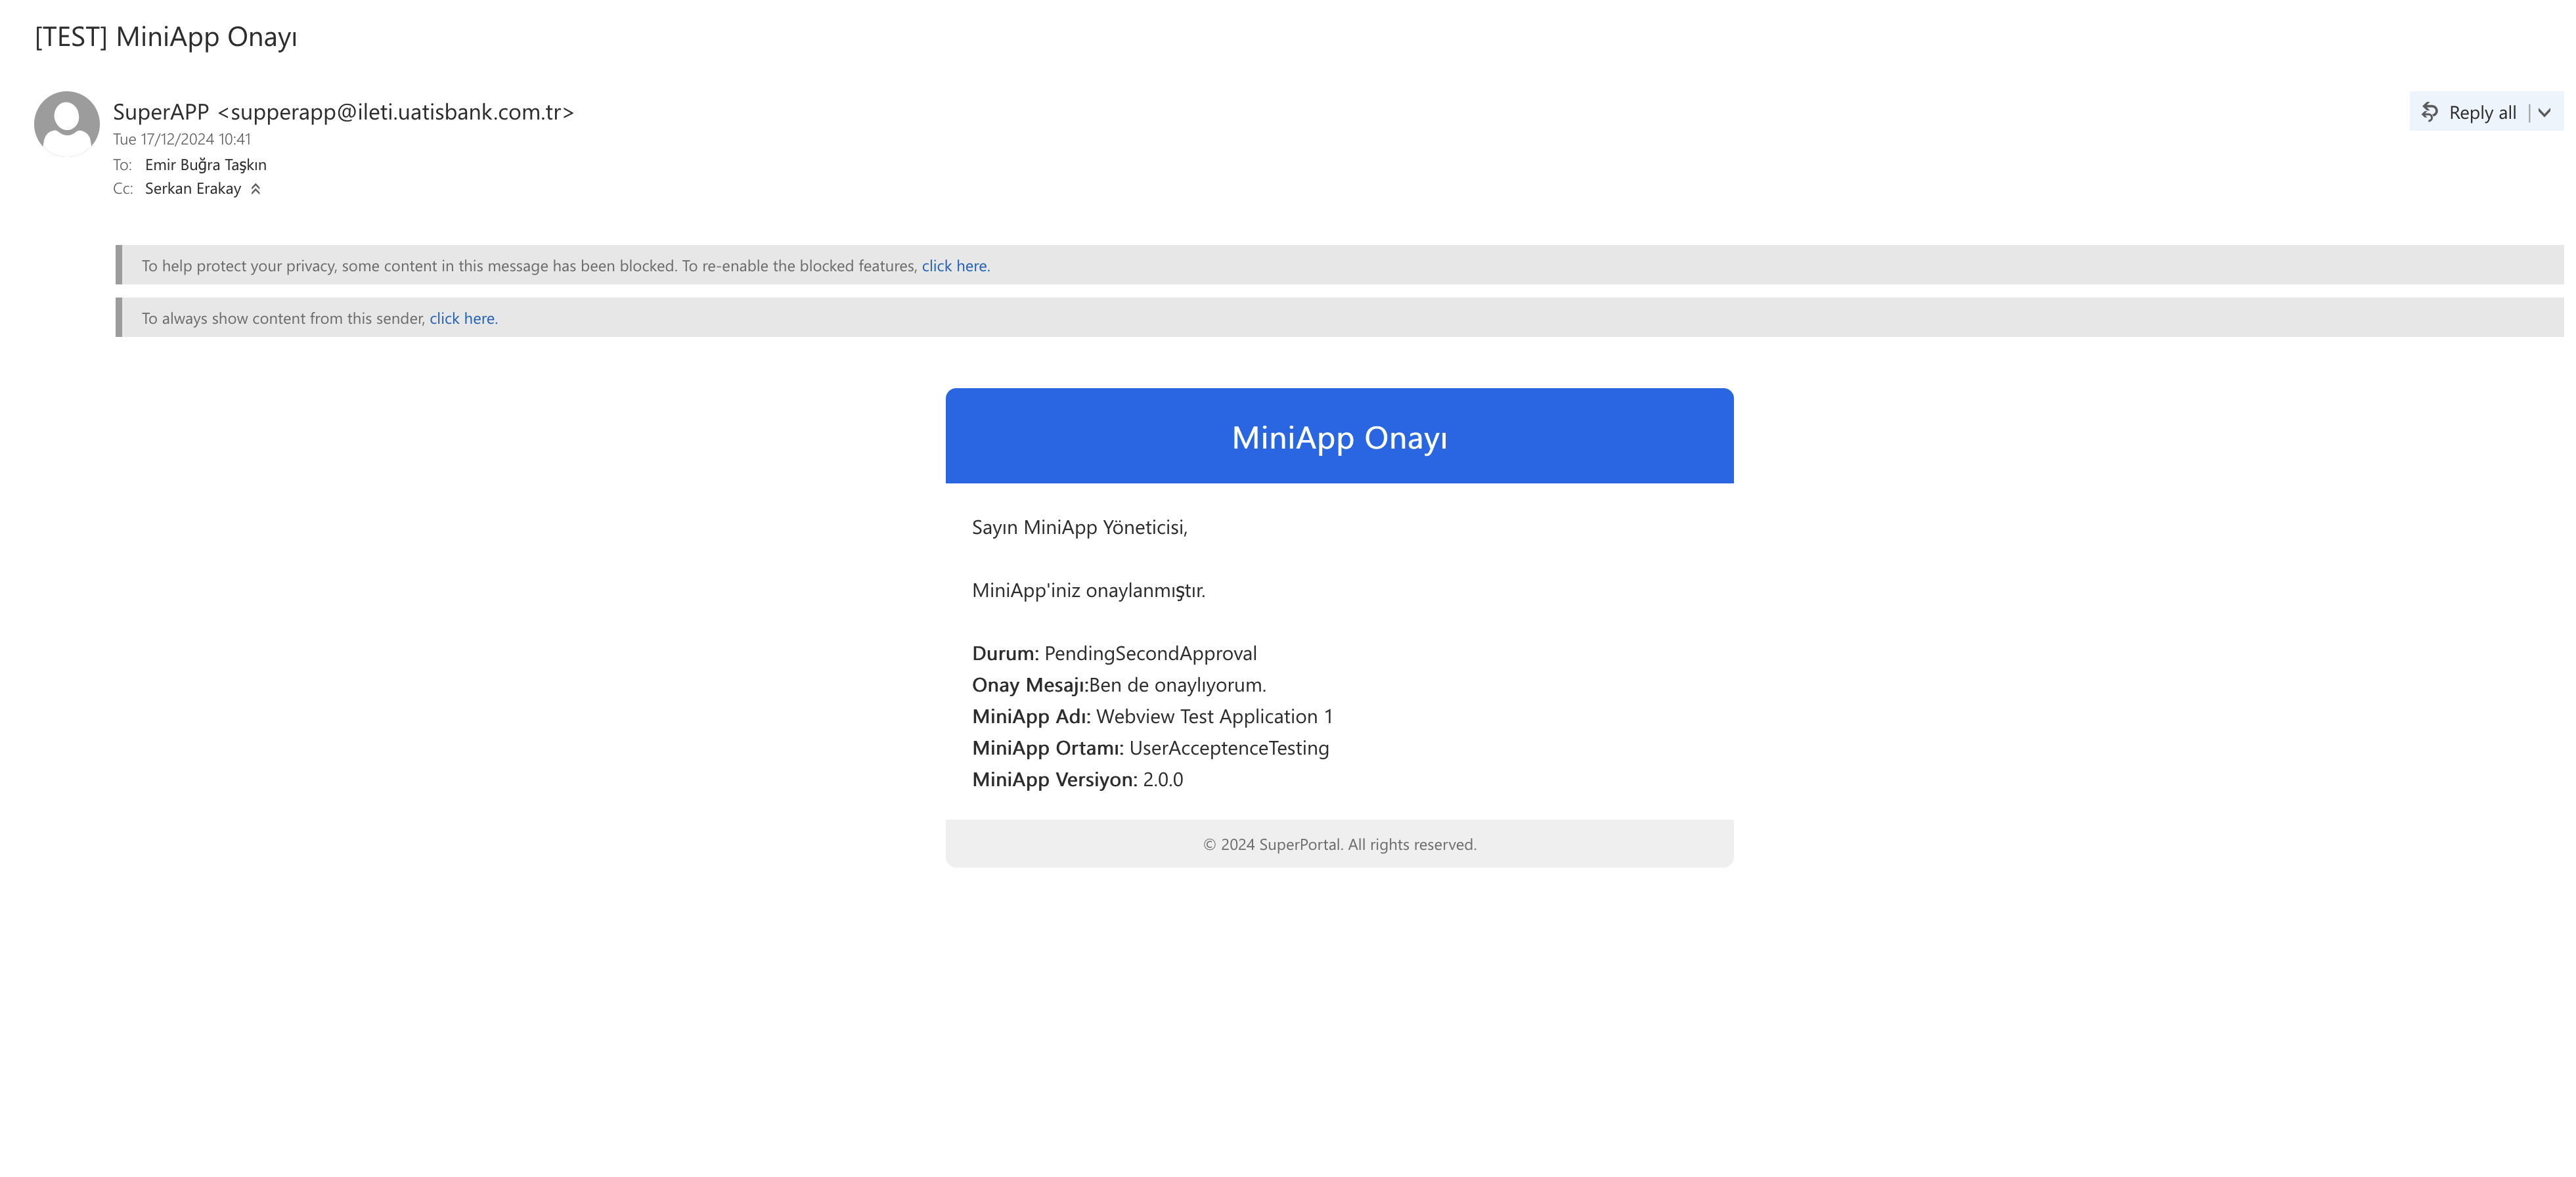 [TEST] MiniApp Onayı
SuperAPP <supperapp@ileti.uatisbank.com.tr>
Reply all
Tue 17/12/2024 10:41
To: Emir Buğra Taşkın
Cc: Serkan Erakay
To help protect your privacy, some content in this message has been blocked. To re-enable the blocked features, click here.
To always show content from this sender, click here.
MiniApp Onayı
Sayın MiniApp Yöneticisi,
MiniApp'iniz onaylanmıştır.
Durum: PendingSecondApproval
Onay Mesajı:Ben de onaylıyorum.
MiniApp Adı: Webview Test Application 1
MiniApp Ortamı: UserAcceptenceTesting
MiniApp Versiyon: 2.0.0
© 2024 SuperPortal. All rights reserved.